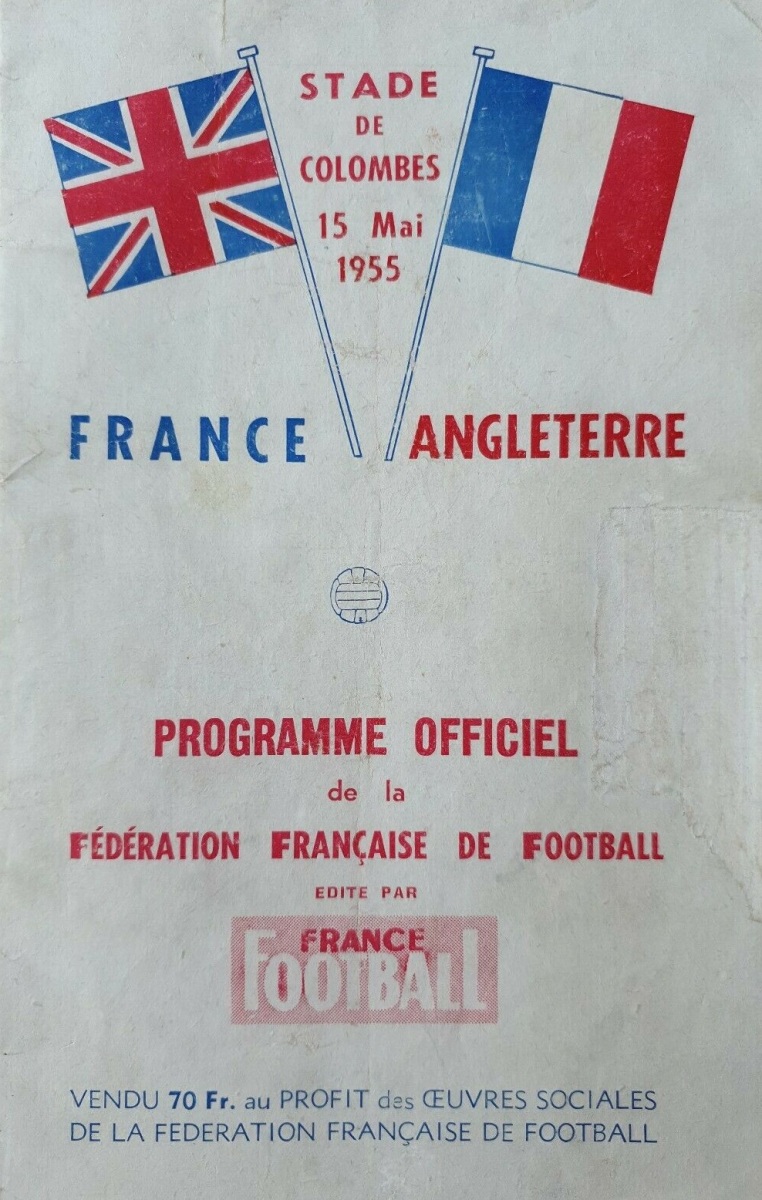 STADE
DE
COLOMBES
15 Mai
1955
FRANCE ANGLETERRE
PROGRAMME OFFICIEL
de la
FÉDÉRATION FRANÇAISE DE FOOTBALL
EDITE PAR
FRANCE
FOOTBALL
VENDU 70 Fr. au PROFIT des ŒUVRES SOCIALES
DE LA FEDERATION FRANÇAISE DE FOOTBALL